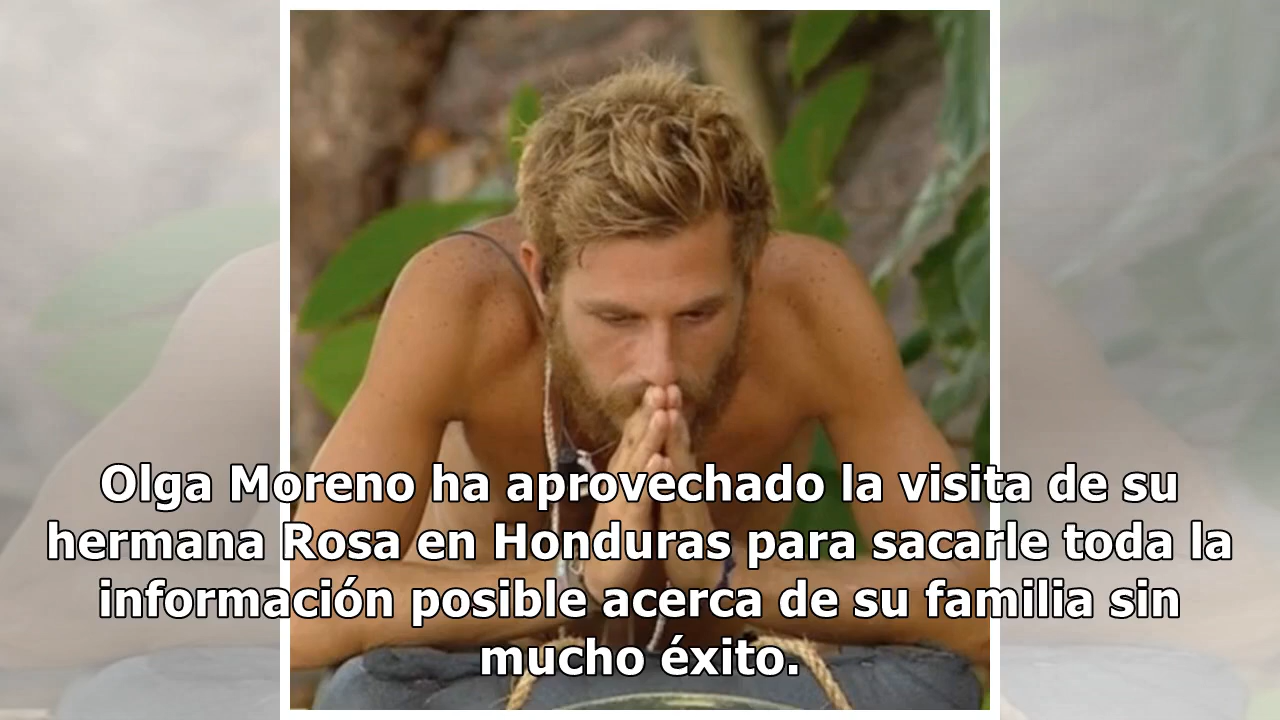 Olga Moreno ha aprovechado la visita de su
hermana Rosa en Honduras para sacarle toda la
información posible acerca de su familia sin
mucho éxito.